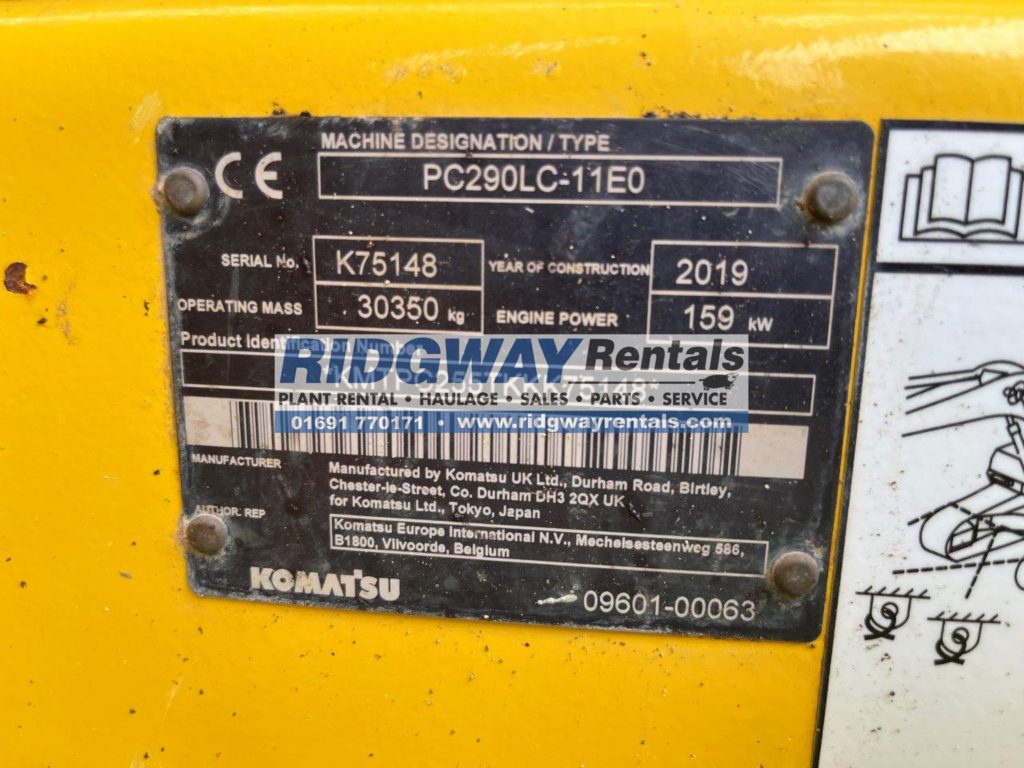 MACHINE DESIGNATION / TYPE
CE
PC290LC-11E0
SERIAL No. K75148 YEAR OF CONSTRUCTION 2019
OPERATING MASS 30350 kg ENGINE POWER 159 kW
Product Identification Number
RIDGWAY Rentals
PLANT RENTAL • HAULAGE • SALES • PARTS • SERVICE
01691 770171 • www.ridgwayrentals.com
MANUFACTURER
Manufactured by Komatsu UK Ltd., Durham Road, Birtley,
Chester-le-Street, Co. Durham DH3 2QX UK
for Komatsu Ltd., Tokyo, Japan
AUTHOR. REP
Komatsu Europe International N.V., Mechelsesteenweg 586,
B1800, Vilvoorde, Belgium
KOMATSU
09601-00063